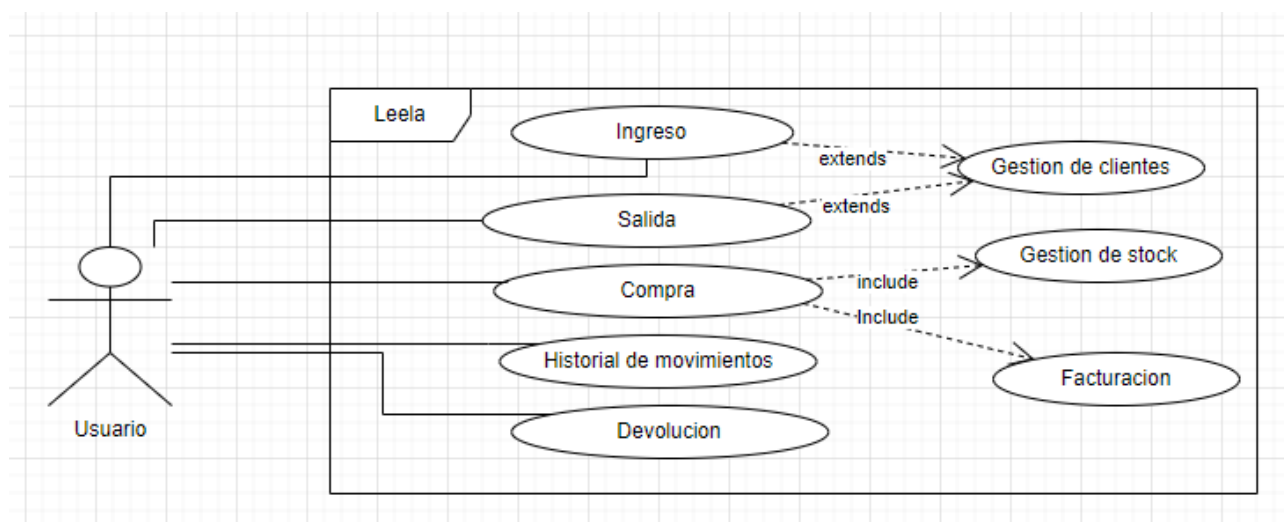 Leela
Ingreso
extends
Gestion de clientes
Salida
extends
Gestion de stock
Compra
include
Include
Historial de movimientos
Facturacion
Usuario
Devolucion